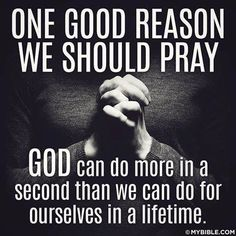 ONE GOOD REASON
WE SHOULD PRAY
GOD can do more in a
second than we can do for
ourselves in a lifetime.
© MYBIBLE.COM